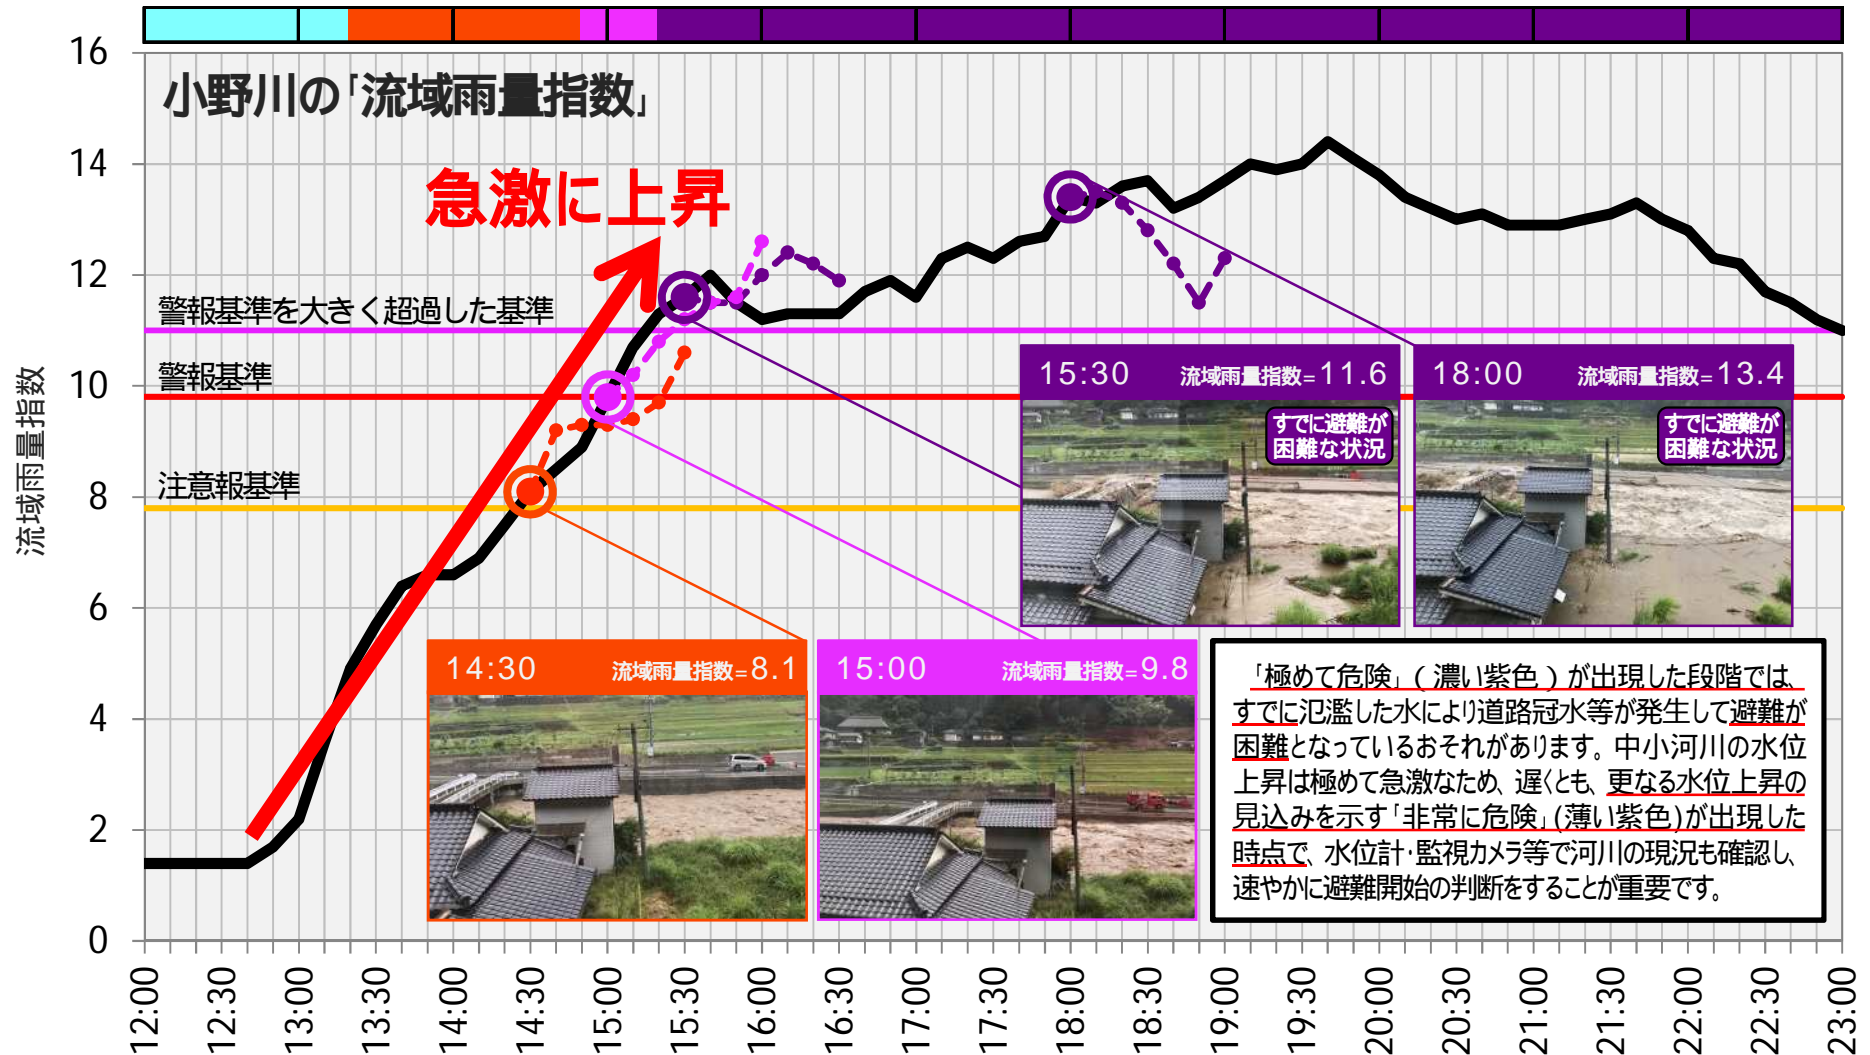 小野川の「流域雨量指数」
急激に上昇
流域雨量指数
16
14
12
10
8
6
4
2
0
警報基準を大きく超過した基準
警報基準
注意報基準
15:30 流域雨量指数=11.6
すでに避難が
困難な状況
18:00 流域雨量指数=13.4
すでに避難が
困難な状況
14:30 流域雨量指数=8.1
15:00 流域雨量指数=9.8
「極めて危険」(濃い紫色)が出現した段階では、
すでに氾濫した水により道路冠水等が発生して避難が
困難となっているおそれがあります。中小河川の水位
上昇は極めて急激なため、遅くとも、更なる水位上昇の
見込みを示す「非常に危険」(薄い紫色)が出現した
時点で、水位計・監視カメラ等で河川の現況も確認し、
速やかに避難開始の判断をすることが重要です。
12:00
12:30
13:00
13:30
14:00
14:30
15:00
15:30
16:00
16:30
17:00
17:30
18:00
18:30
19:00
19:30
20:00
20:30
21:00
21:30
22:00
22:30
23:00